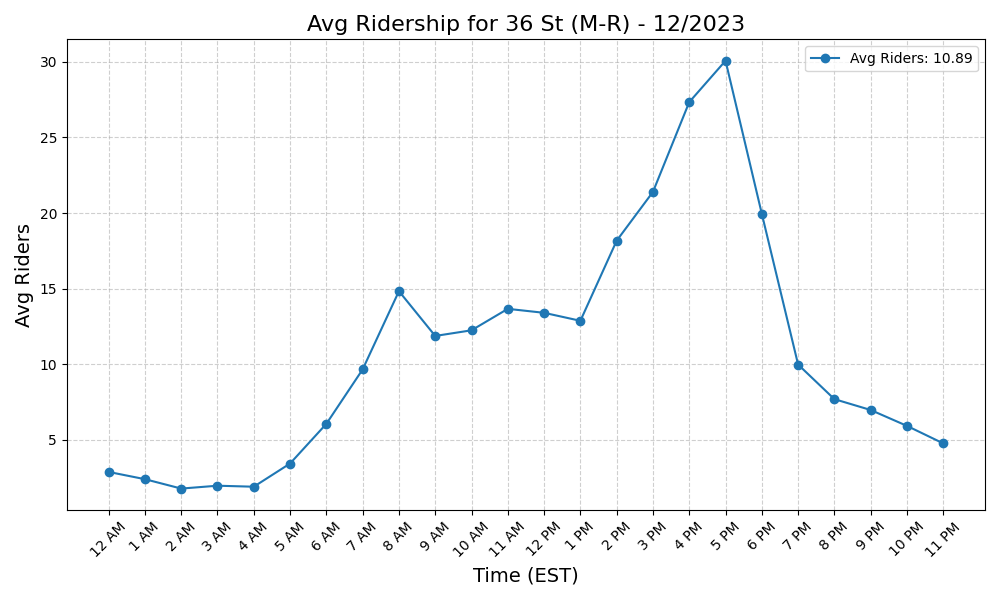 Avg Ridership for 36 St (M-R) - 12/2023
Avg Riders: 10.89
Avg Riders
30
25
20
15
10
5
12 AM
1 AM
2 AM
3 AM
4 AM
5 AM
6 AM
7 AM
8 AM
9 AM
10 AM
11 AM
12 PM
1 PM
2 PM
3 PM
4 PM
5 PM
6 PM
7 PM
8 PM
9 PM
10 PM
11 PM
Time (EST)